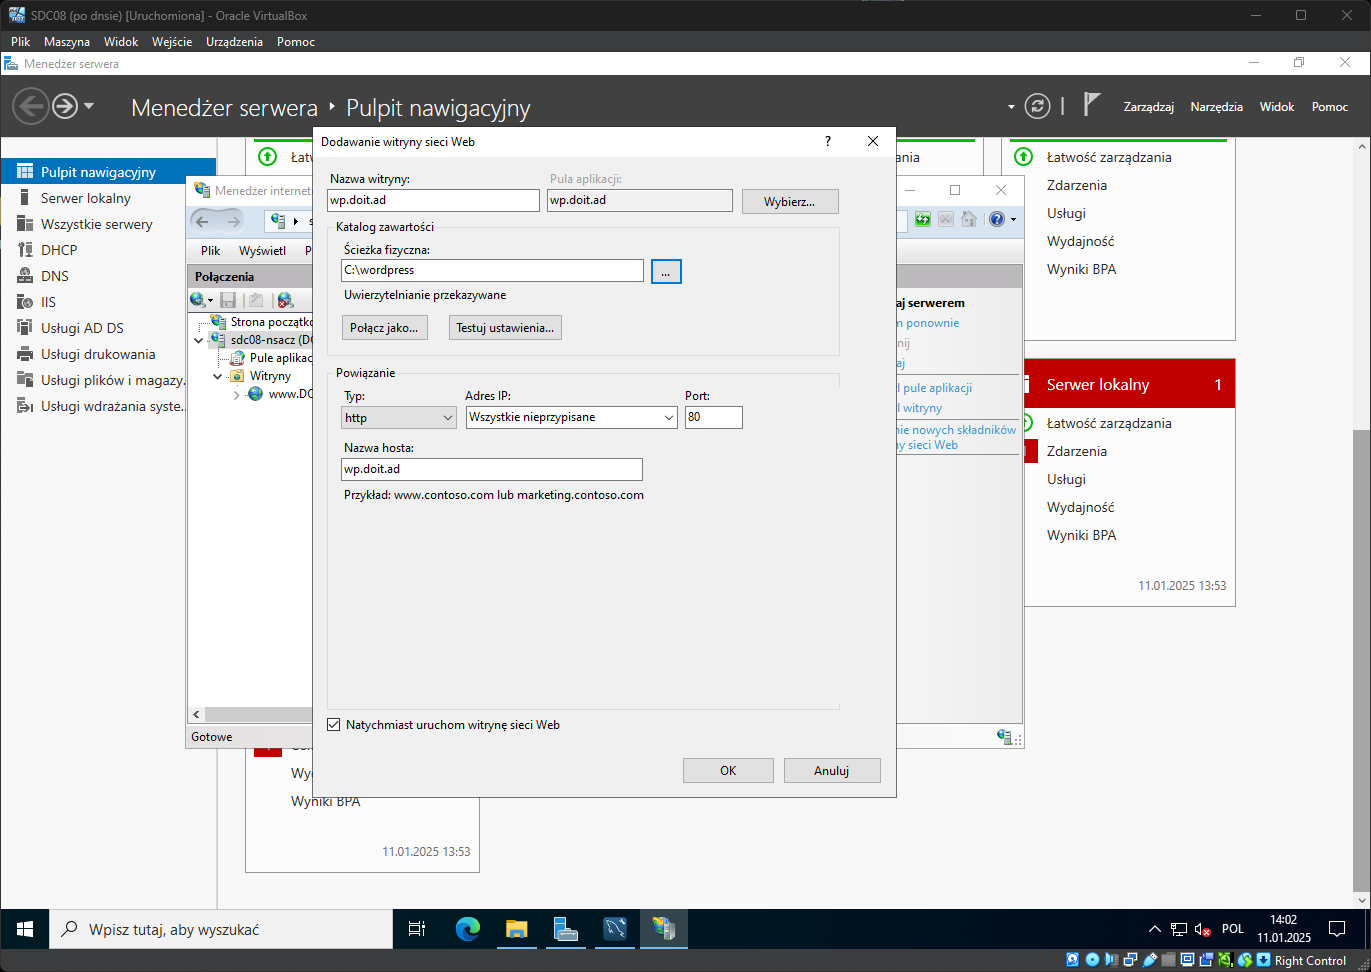 SDC08 (po dnsie) [Uruchomiona] - Oracle VirtualBox
Plik Maszyna Widok Wejście Urządzenia Pomoc
Menedżer serwera
Menedżer serwera ‣ Pulpit nawigacyjny
Zarządzaj Narzędzia Widok Pomoc
Pulpit nawigacyjny
Serwer lokalny
Wszystkie serwery
DHCP
DNS
IIS
Usługi AD DS
Usługi drukowania
Usługi plików i magazy...
Usługi wdrażania syste...
Menedżer internet
Plik Wyświetl P
Połączenia
Strona początko
sdc08-nsacz (DO
Pule aplikac
Witryny
www.DO
Gotowe
Dodawanie witryny sieci Web
?
Nazwa witryny:
wp.doit.ad
Pula aplikacji:
wp.doit.ad
Wybierz...
Katalog zawartości
Ścieżka fizyczna:
C:\wordpress
...
Uwierzytelnianie przekazywane
Połącz jako...
Testuj ustawienia...
Powiązanie
Typ:
http
Adres IP:
Wszystkie nieprzypisane
Port:
80
Nazwa hosta:
wp.doit.ad
Przykład: www.contoso.com lub marketing.contoso.com
Natychmiast uruchom witrynę sieci Web
OK
Anuluj
aj serwerem
m ponownie
nij
aj
l pule aplikacji
l witryny
nie nowych składników
ny sieci Web
ania
Łatwość zarządzania
Zdarzenia
Usługi
Wydajność
Wyniki BPA
Serwer lokalny 1
Łatwość zarządzania
Zdarzenia
Usługi
Wydajność
Wyniki BPA
11.01.2025 13:53
Wyniki BPA
11.01.2025 13:53
Wpisz tutaj, aby wyszukać
POL
14:02
11.01.2025
Right Control